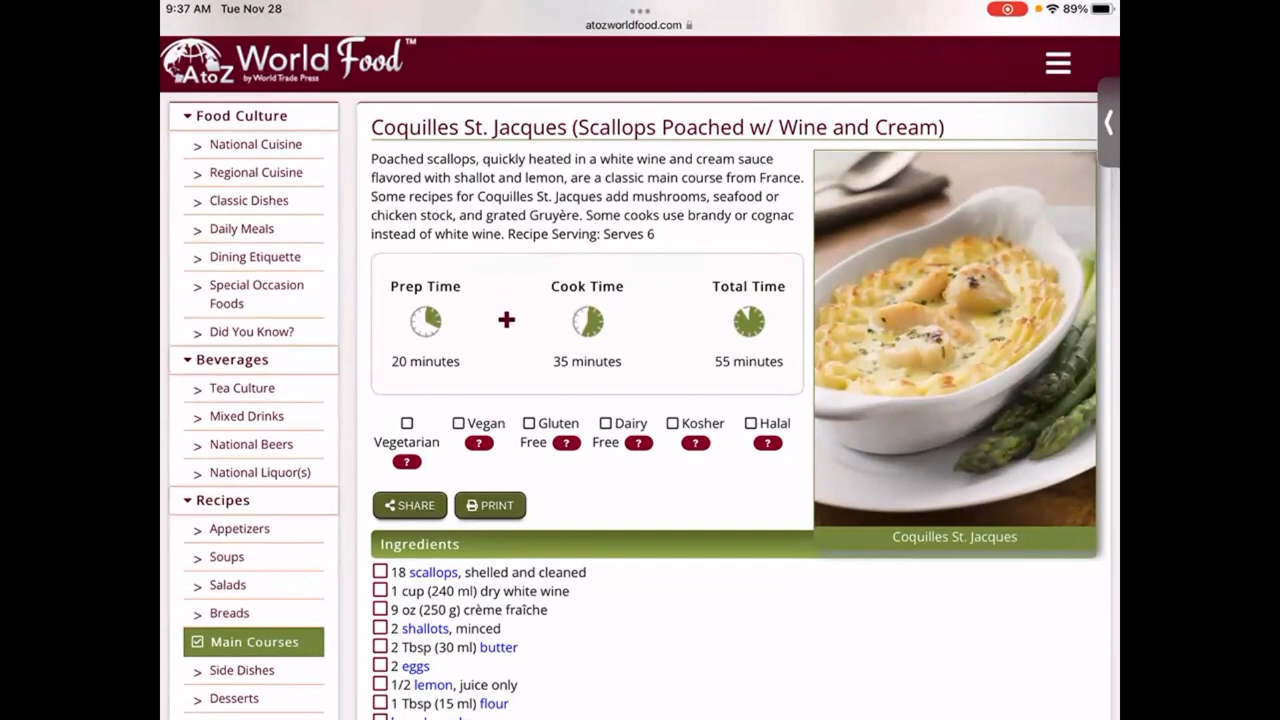 9:37 AM Tue Nov 28
89%
atozworldfood.com
AtoZ World Food™
by World Trade Press
Food Culture
National Cuisine
Regional Cuisine
Classic Dishes
Daily Meals
Dining Etiquette
Special Occasion
Foods
Did You Know?
Beverages
Tea Culture
Mixed Drinks
National Beers
National Liquor(s)
Recipes
Appetizers
Soups
Salads
Breads
Main Courses
Side Dishes
Desserts
Coquilles St. Jacques (Scallops Poached w/ Wine and Cream)
Poached scallops, quickly heated in a white wine and cream sauce
flavored with shallot and lemon, are a classic main course from France.
Some recipes for Coquilles St. Jacques add mushrooms, seafood or
chicken stock, and grated Gruyère. Some cooks use brandy or cognac
instead of white wine. Recipe Serving: Serves 6
Prep Time + Cook Time Total Time
20 minutes 35 minutes 55 minutes
Vegetarian ?
Vegan ?
Gluten Free ?
Dairy Free ?
Kosher ?
Halal ?
SHARE PRINT
Coquilles St. Jacques
Ingredients
18 scallops, shelled and cleaned
1 cup (240 ml) dry white wine
9 oz (250 g) crème fraîche
2 shallots, minced
2 Tbsp (30 ml) butter
2 eggs
1/2 lemon, juice only
1 Tbsp (15 ml) flour